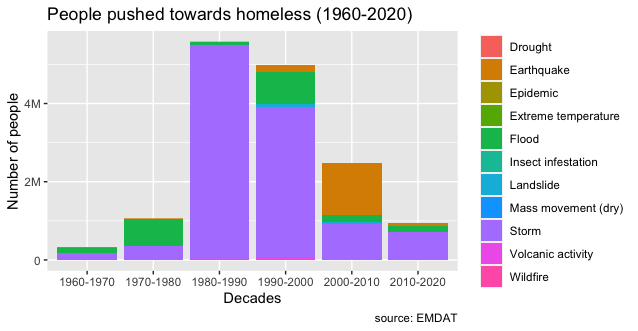 People pushed towards homeless (1960-2020)
Number of people
4M
2M
0
1960-1970
1970-1980
1980-1990
1990-2000
2000-2010
2010-2020
Decades
Drought
Earthquake
Epidemic
Extreme temperature
Flood
Insect infestation
Landslide
Mass movement (dry)
Storm
Volcanic activity
Wildfire
source: EMDAT